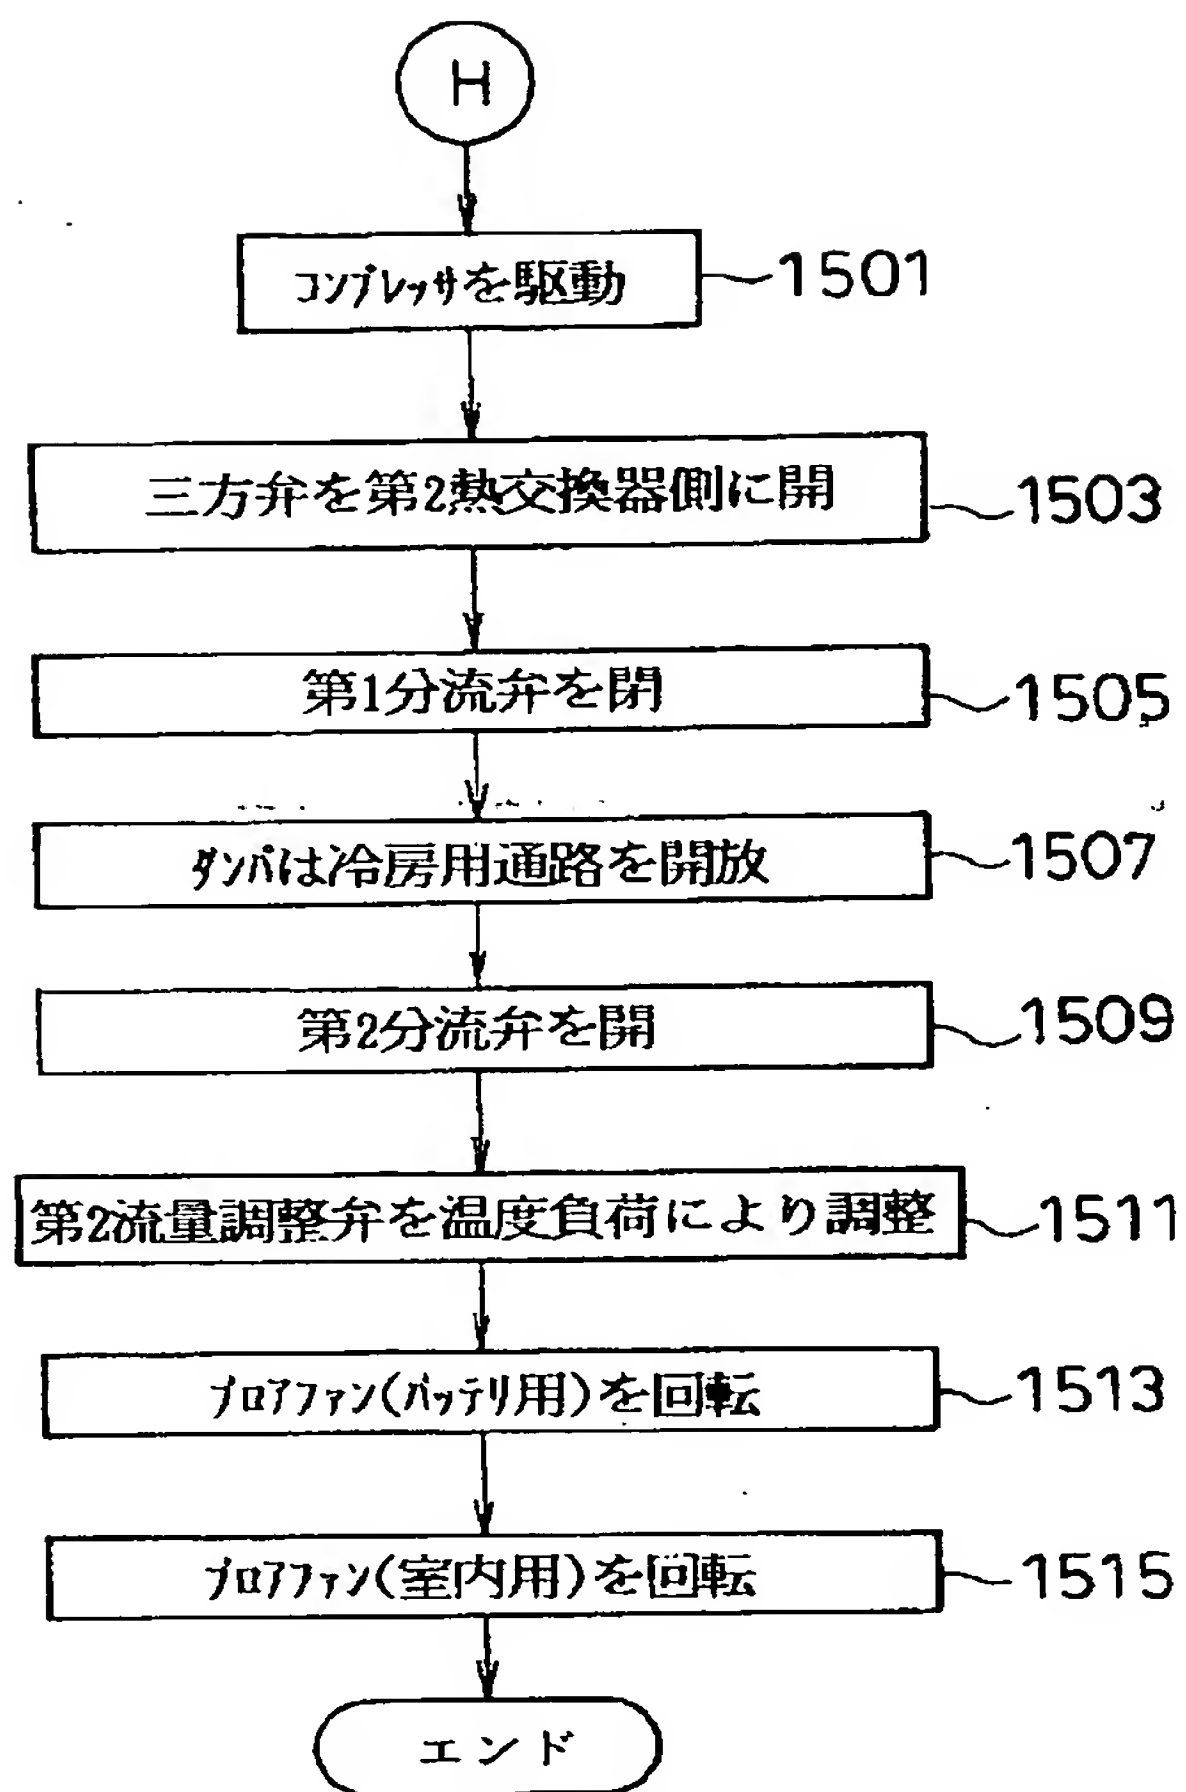 H
コンプレッサを駆動 1501
三方弁を第2熱交換器側に開 1503
第1分流弁を閉 1505
ダンパは冷房用通路を開放 1507
第2分流弁を開 1509
第2流量調整弁を温度負荷により調整 1511
ブロアファン(バッテリ用)を回転 1513
ブロアファン(室内用)を回転 1515
エンド